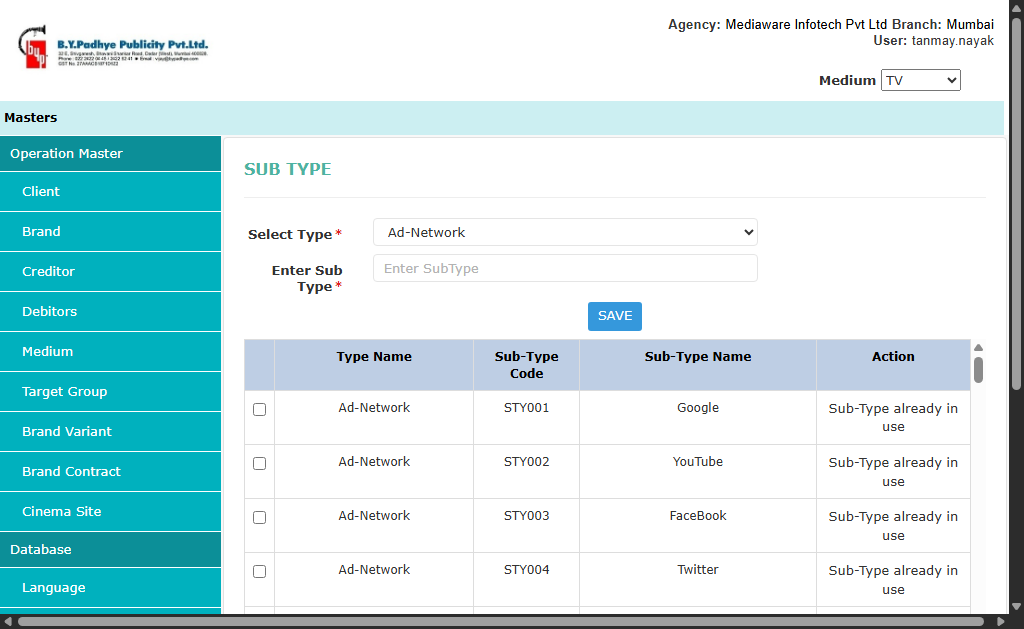 Agency: Mediaware Infotech Pvt Ltd Branch: Mumbai
User: tanmay.nayak
B.Y.Padhye Publicity Pvt.Ltd.
byp
Medium TV
Masters
Operation Master
Client
Brand
Creditor
Debitors
Medium
Target Group
Brand Variant
Brand Contract
Cinema Site
Database
Language
SUB TYPE
Select Type * Ad-Network
Enter Sub Type * Enter SubType
SAVE
Type Name Sub-Type Code Sub-Type Name Action
Ad-Network STY001 Google Sub-Type already in use
Ad-Network STY002 YouTube Sub-Type already in use
Ad-Network STY003 FaceBook Sub-Type already in use
Ad-Network STY004 Twitter Sub-Type already in use